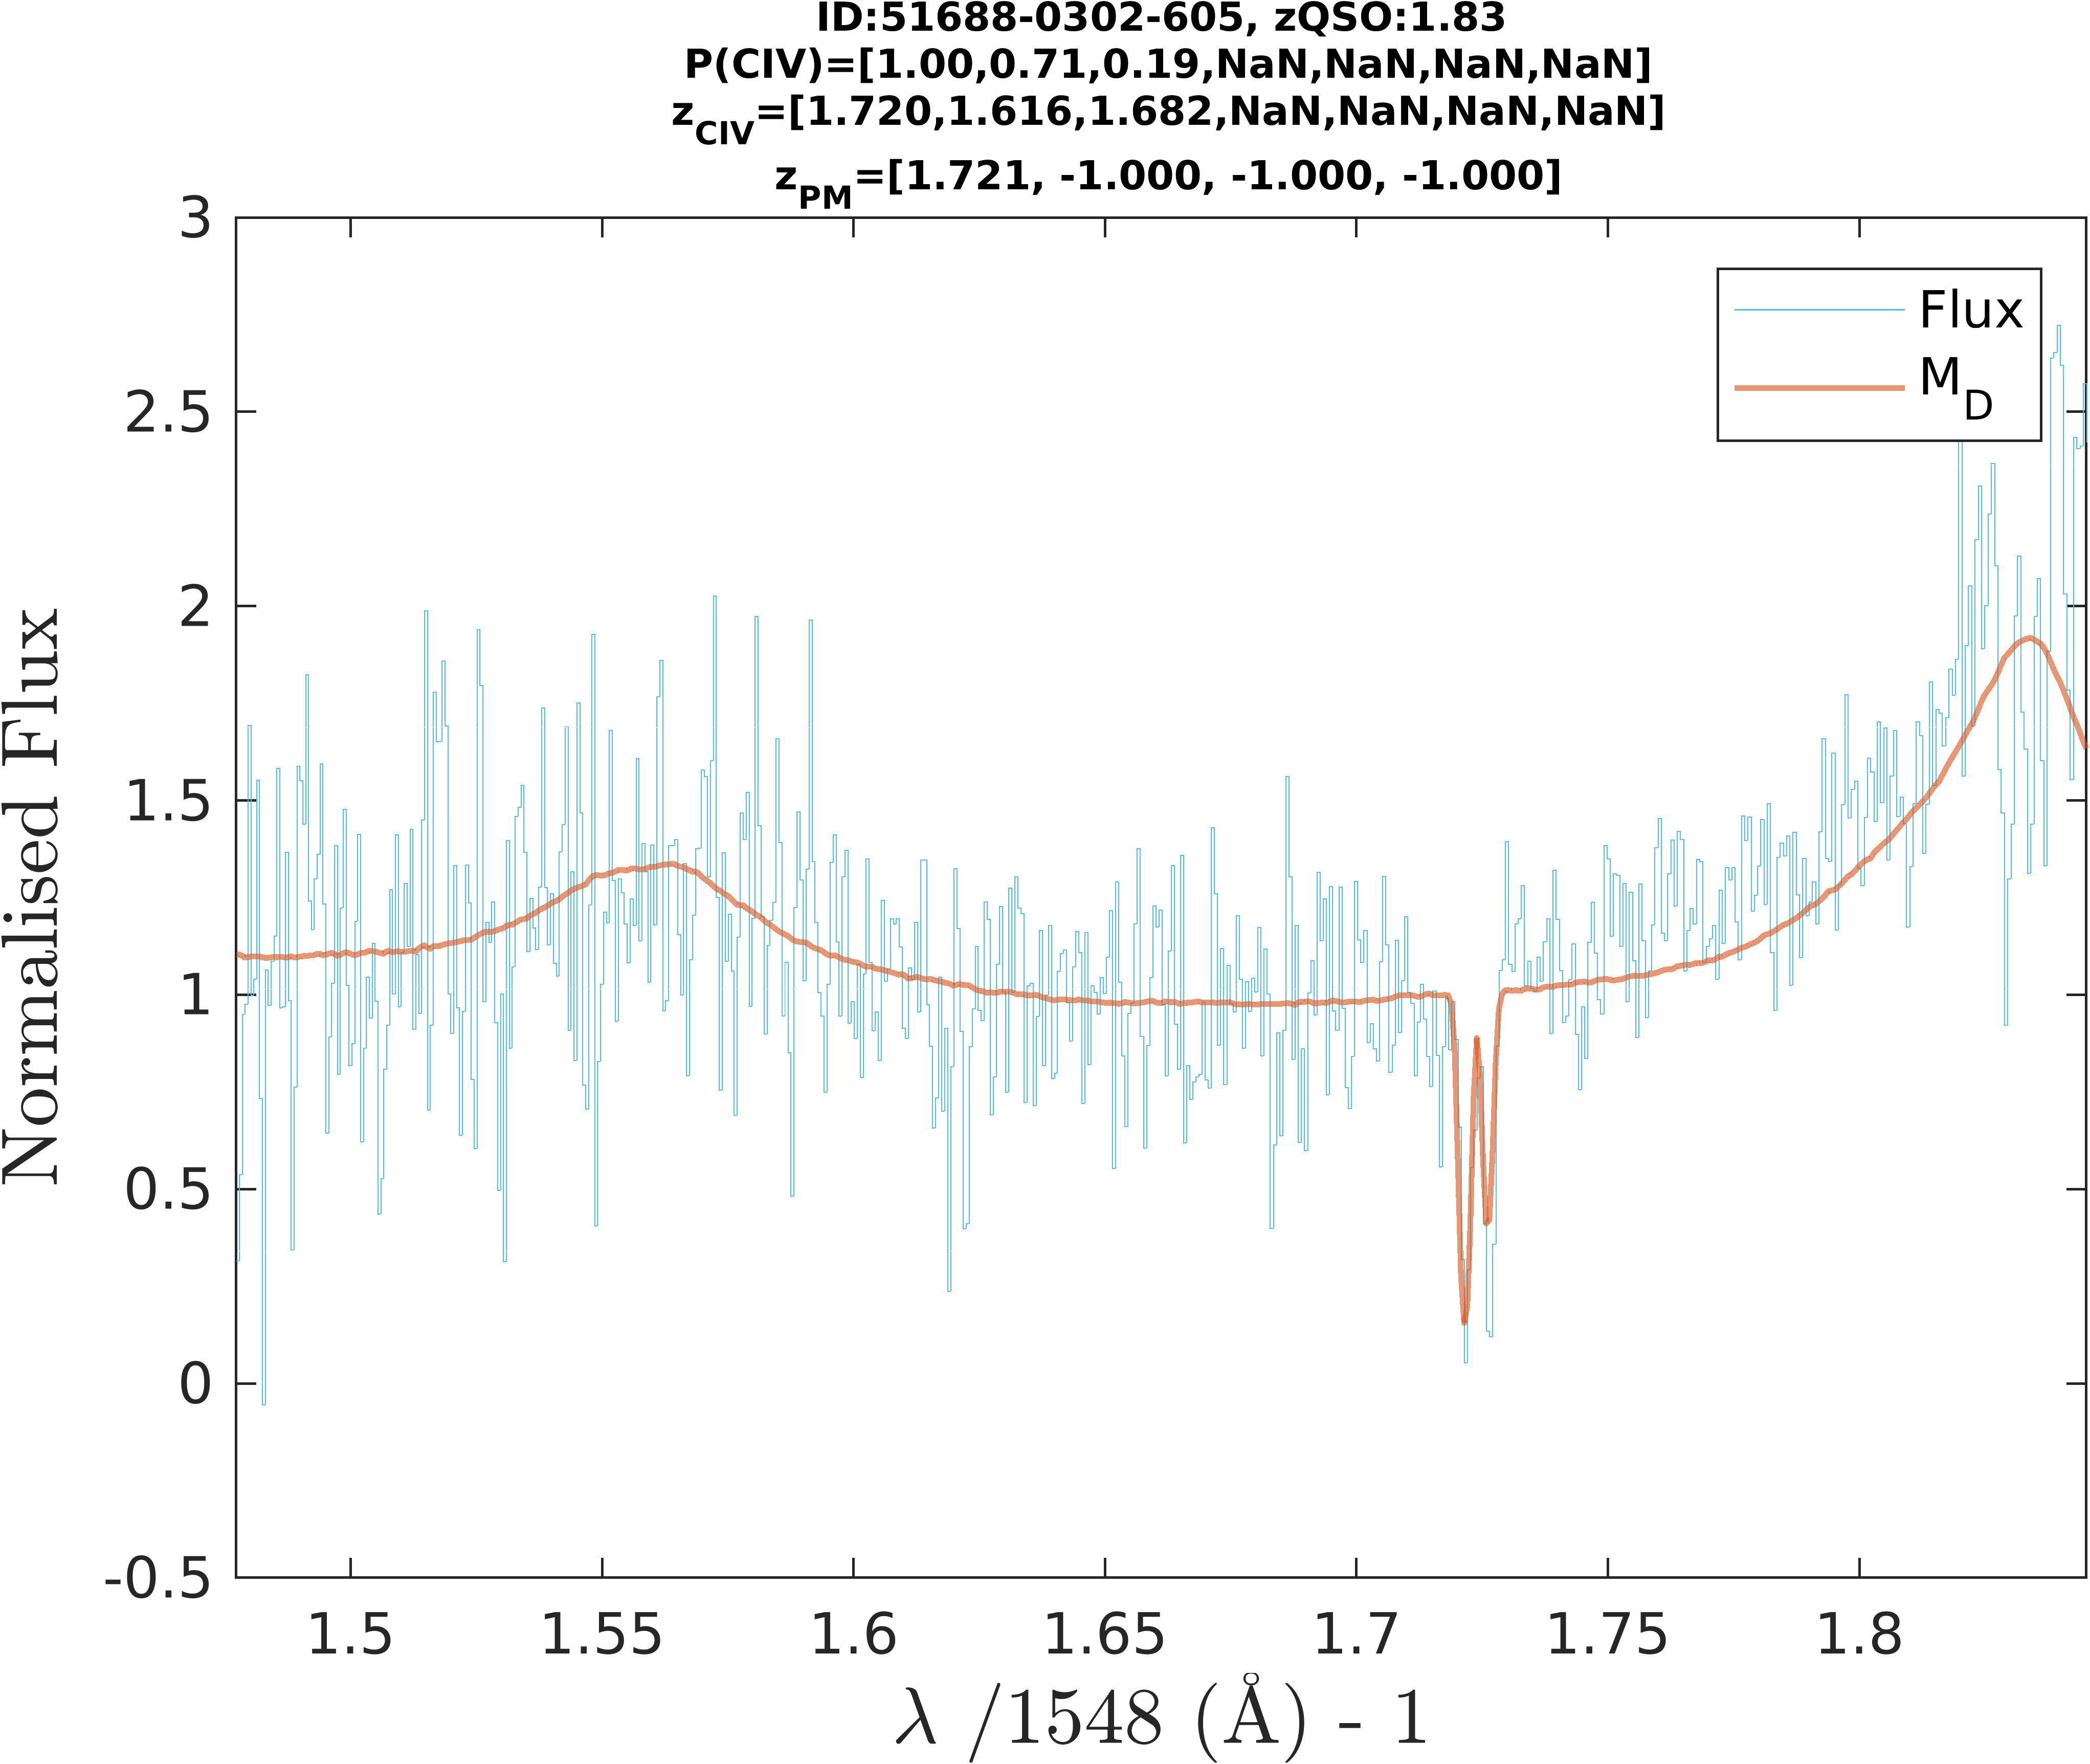 ID:51688-0302-605, zQSO:1.83
P(CIV)=[1.00,0.71,0.19,NaN,NaN,NaN,NaN]
zCIV=[1.720,1.616,1.682,NaN,NaN,NaN,NaN]
zPM=[1.721, -1.000, -1.000, -1.000]
3
2.5
2
1.5
1
0.5
0
-0.5
Normalised Flux
Flux
MD
1.5
1.55
1.6
1.65
1.7
1.75
1.8
λ /1548 (Å) - 1